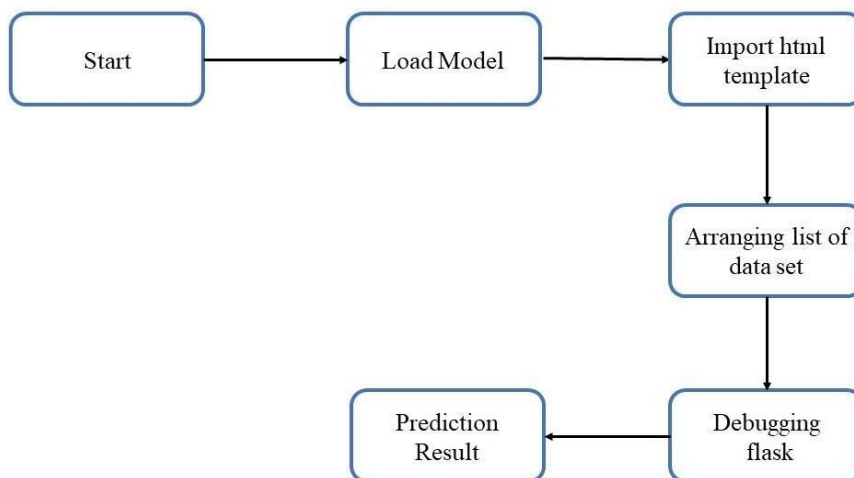 Start
Load Model
Import html
template
Arranging list of
data set
Debugging
flask
Prediction
Result